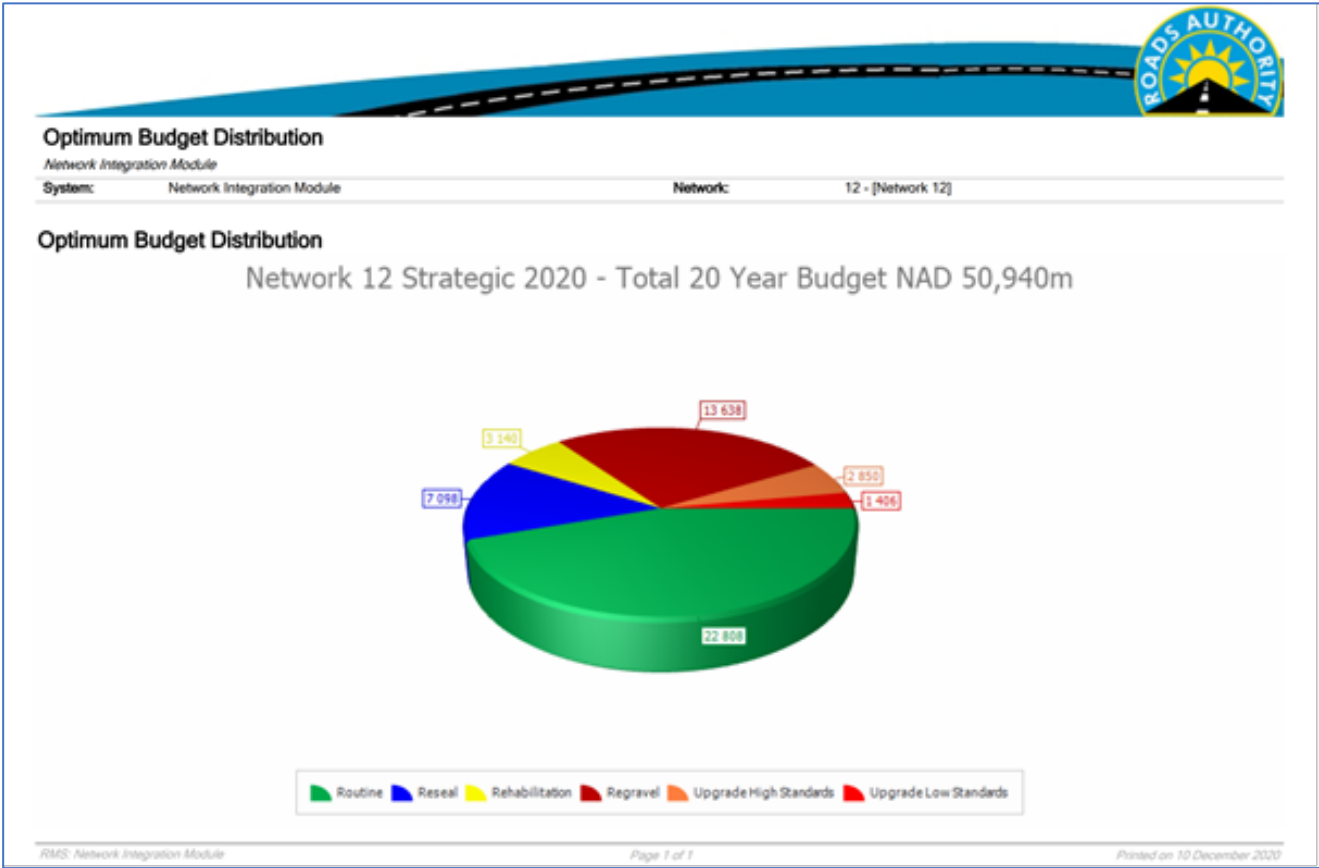 ROADS AUTHORITY
Optimum Budget Distribution
Network Integration Module
System: Network Integration Module Network: 12 - [Network 12]
Optimum Budget Distribution
Network 12 Strategic 2020 - Total 20 Year Budget NAD 50,940m
13 638
3 140
2 850
7 098
1 406
22 808
Routine Reseal Rehabilitation Regravel Upgrade High Standards Upgrade Low Standards
RMS: Network Integration Module Page 1 of 1 Printed on 10 December 2020